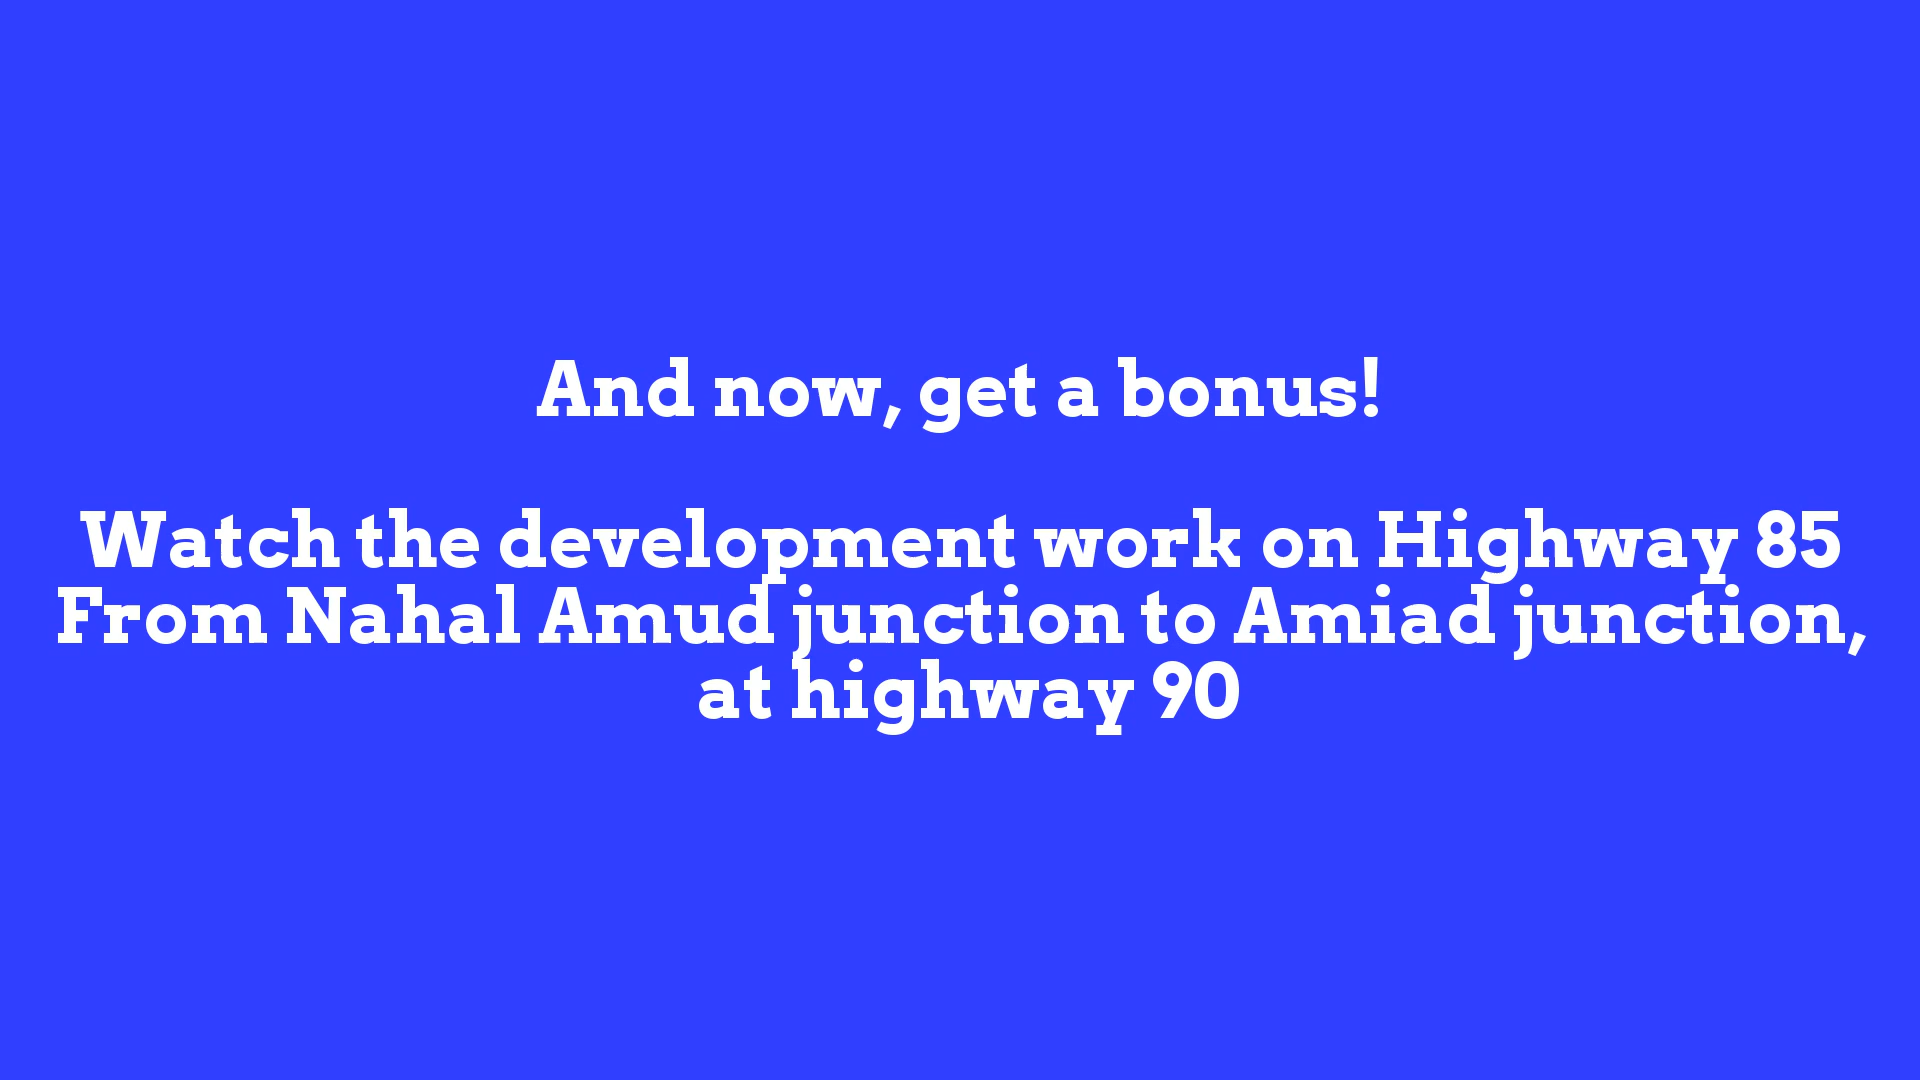 And now, get a bonus!
Watch the development work on Highway 85
From Nahal Amud junction to Amiad junction,
at highway 90